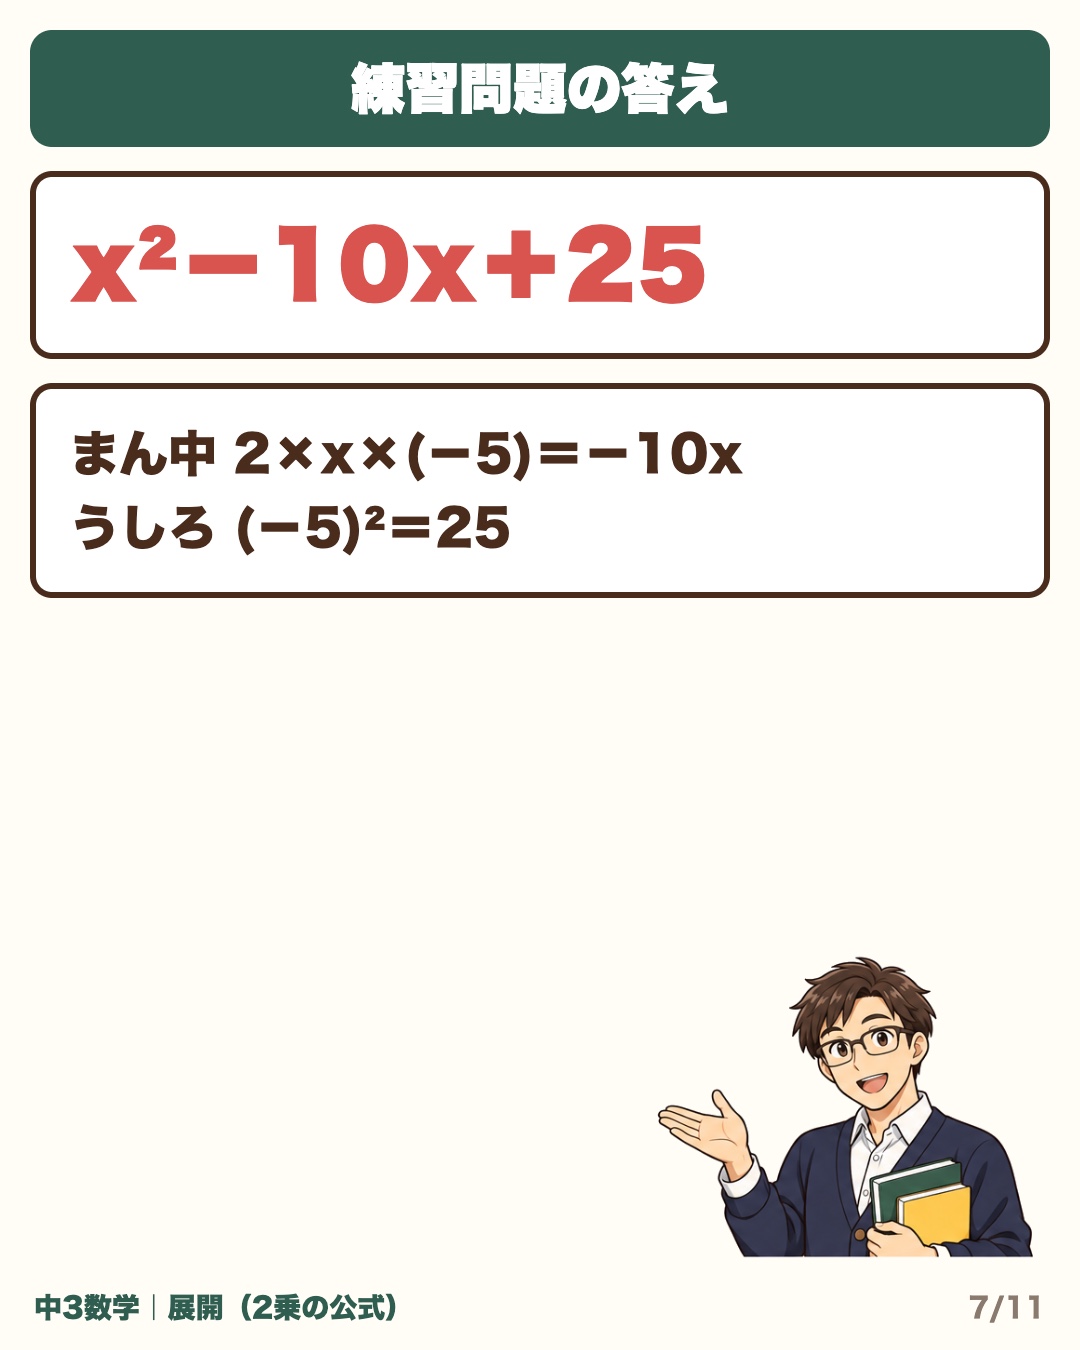 練習問題の答え
x²−10x+25
まん中 2×x×(−5)=−10x
うしろ (−5)²=25
中3数学｜展開（2乗の公式）
7/11